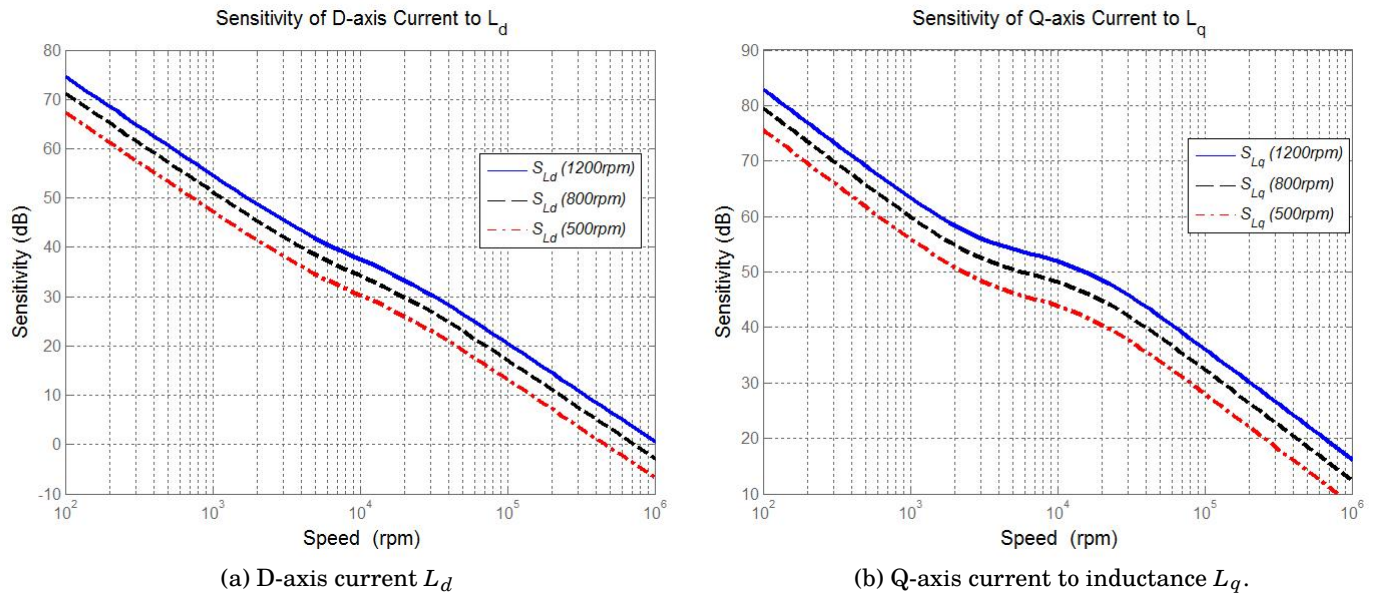 Sensitivity of D-axis Current to L_d
80
70
60
50
40
30
20
10
0
-10
Sensitivity (dB)
S_Ld (1200rpm)
S_Ld (800rpm)
S_Ld (500rpm)
10^2
10^3
10^4
10^5
10^6
Speed (rpm)
(a) D-axis current L_d
Sensitivity of Q-axis Current to L_q
90
80
70
60
50
40
30
20
10
Sensitivity (dB)
S_Lq (1200rpm)
S_Lq (800rpm)
S_Lq (500rpm)
10^2
10^3
10^4
10^5
10^6
Speed (rpm)
(b) Q-axis current to inductance L_q.